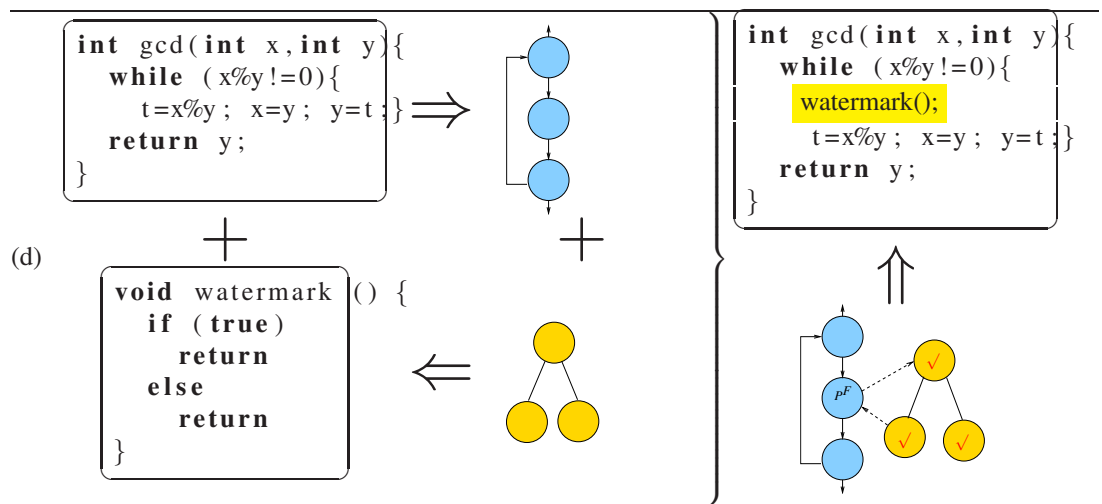 int gcd(int x,int y){
while (x%y!=0){
t=x%y; x=y; y=t;}
return y;
}
+
(d)
void watermark () {
if (true)
return
else
return
}
+
int gcd(int x,int y){
while (x%y!=0){
watermark();
t=x%y; x=y; y=t;}
return y;
}
P^F
✓
✓
✓